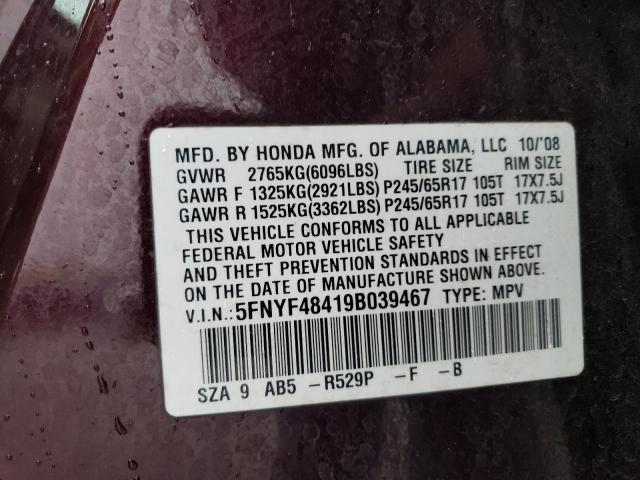 MFD. BY HONDA MFG. OF ALABAMA, LLC 10/'08
GVWR 2765KG(6096LBS) TIRE SIZE RIM SIZE
GAWR F 1325KG(2921LBS) P245/65R17 105T 17X7.5J
GAWR R 1525KG(3362LBS) P245/65R17 105T 17X7.5J
THIS VEHICLE CONFORMS TO ALL APPLICABLE
FEDERAL MOTOR VEHICLE SAFETY
AND THEFT PREVENTION STANDARDS IN EFFECT
ON THE DATE OF MANUFACTURE SHOWN ABOVE.
V.I.N.: 5FNYF48419B039467 TYPE: MPV
SZA 9 AB5 -R529P -F -B